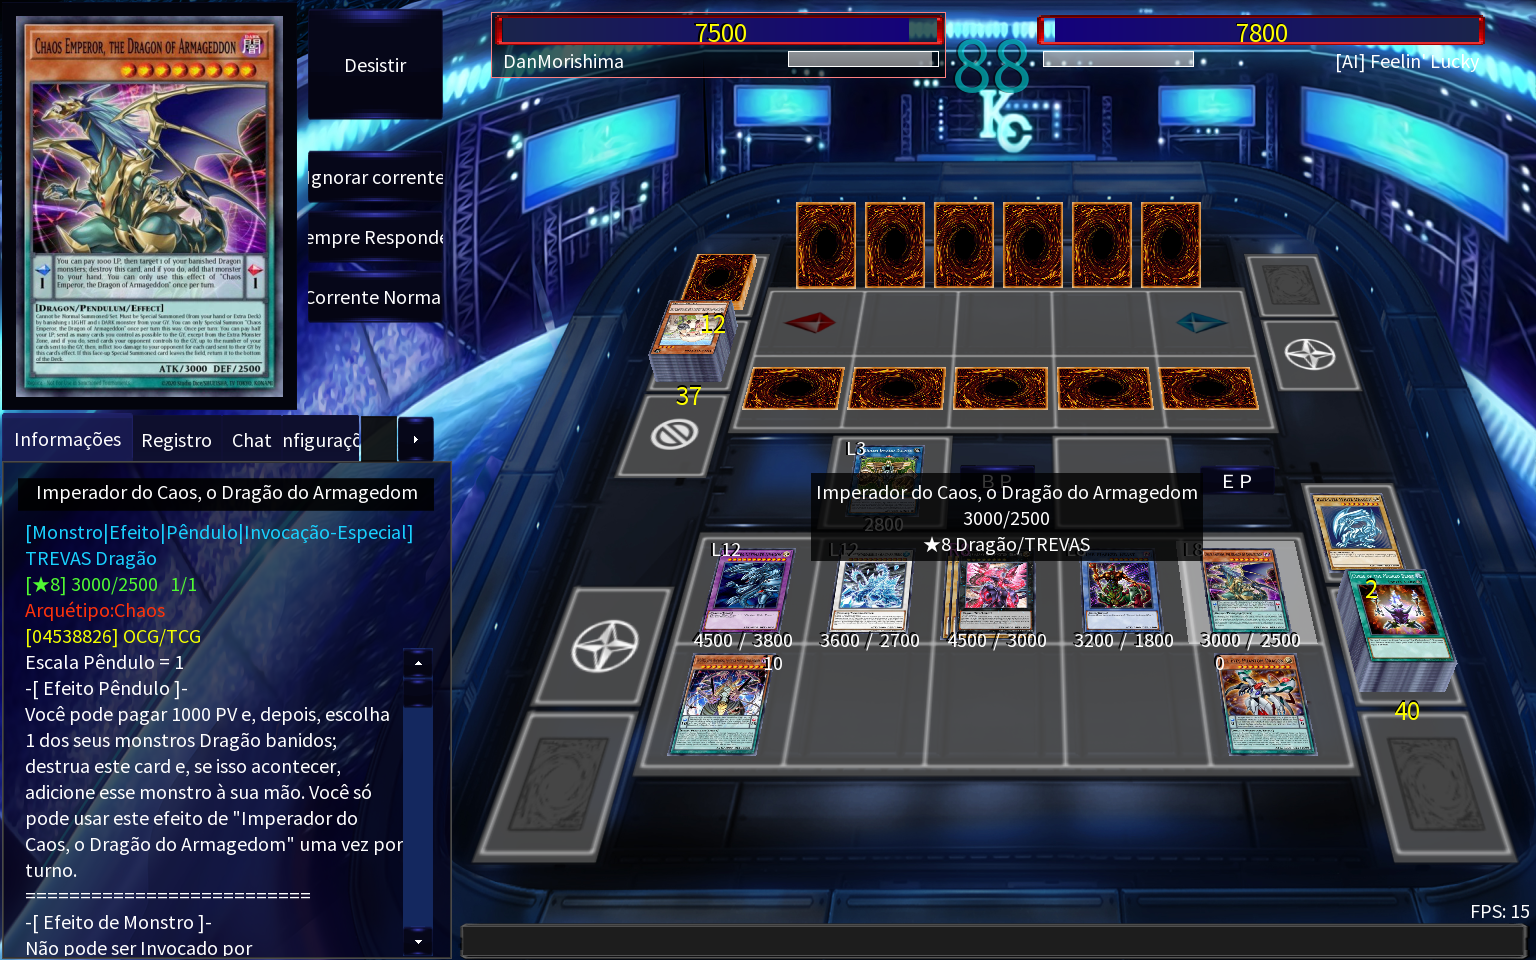 CHAOS EMPEROR, THE DRAGON OF ARMAGEDDON
You can pay 1000 LP, then target 1 of your banished Dragon
monsters; destroy this card, and if you do, add that monster
to your hand. You can only use this effect of "Chaos
Emperor, the Dragon of Armageddon" once per turn.
1
1
[DRAGON/PENDULUM/EFFECT]
ATK/3000 DEF/2500
Desistir
Ignorar corrente
empre Responde
Corrente Norma
7500
DanMorishima
88
7800
[AI] Feelin' Lucky
KC
12
37
L3
B P
E P
Imperador do Caos, o Dragão do Armagedom
3000/2500
★8 Dragão/TREVAS
2800
L12
L12
L8
4500 / 3800
3600 / 2700
4500 / 3000
3200 / 1800
3000 / 2500
10
0
2
40
Informações
Registro
Chat
nfiguraçõ
Imperador do Caos, o Dragão do Armagedom
[Monstro|Efeito|Pêndulo|Invocação-Especial]
TREVAS Dragão
[★8] 3000/2500 1/1
Arquétipo:Chaos
[04538826] OCG/TCG
Escala Pêndulo = 1
-[ Efeito Pêndulo ]-
Você pode pagar 1000 PV e, depois, escolha
1 dos seus monstros Dragão banidos;
destrua este card e, se isso acontecer,
adicione esse monstro à sua mão. Você só
pode usar este efeito de "Imperador do
Caos, o Dragão do Armagedom" uma vez por
turno.
==========================
-[ Efeito de Monstro ]-
Não pode ser Invocado por
FPS: 15